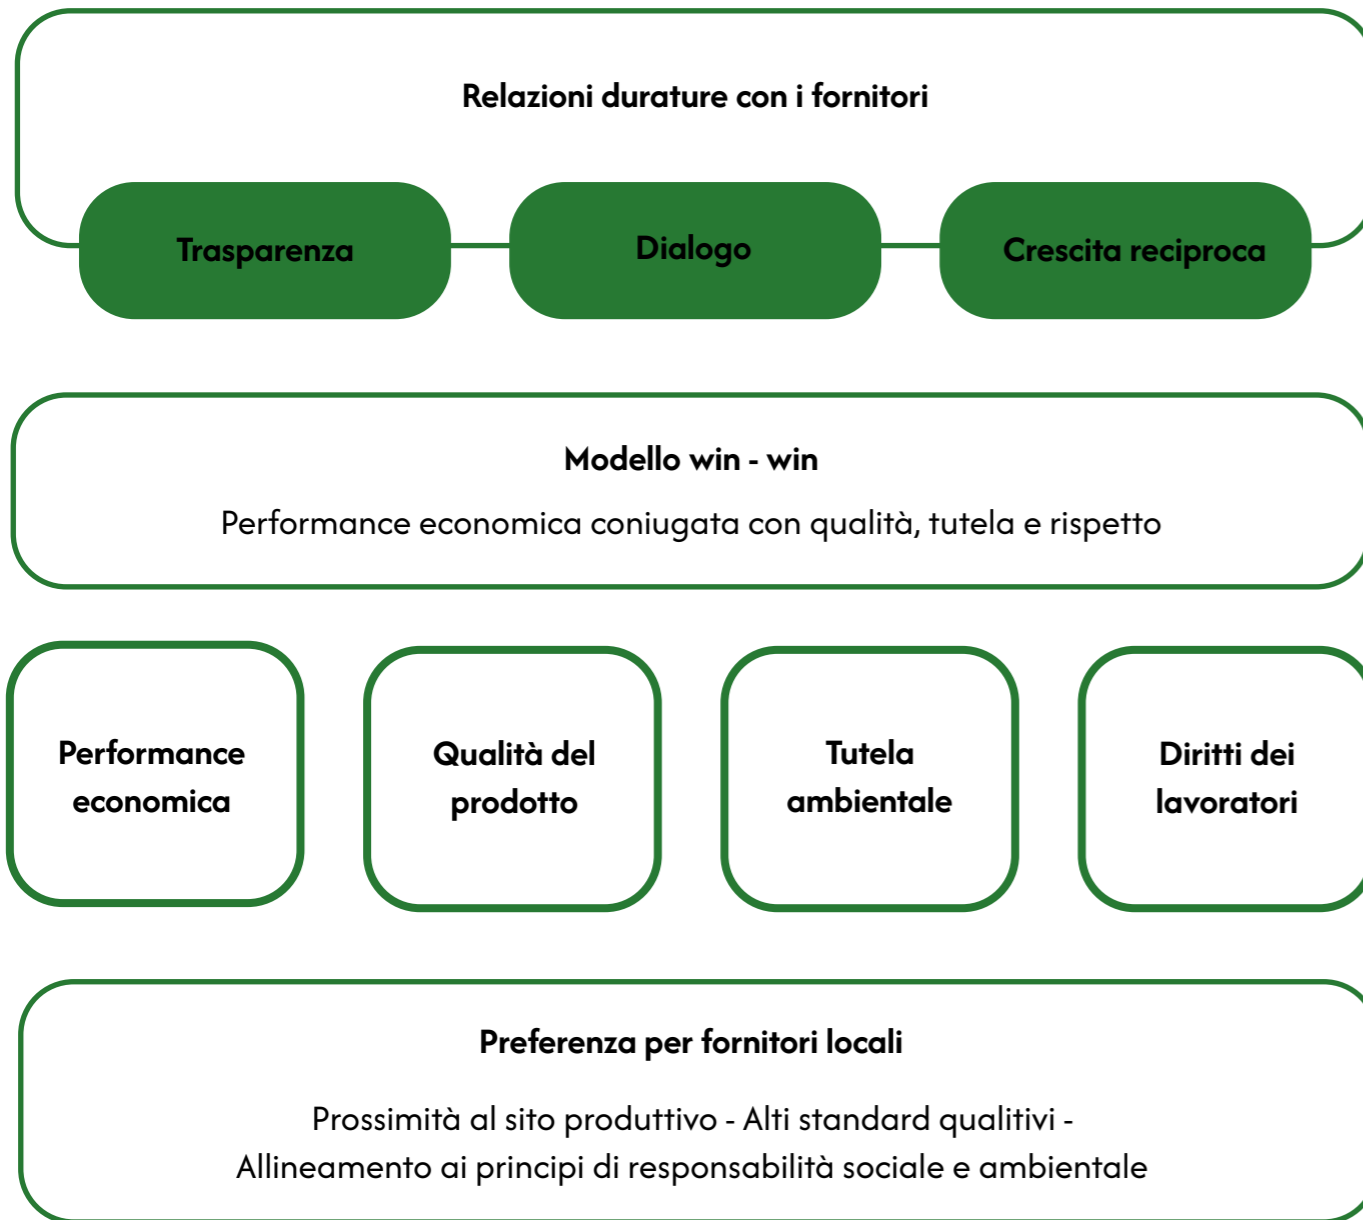 Relazioni durature con i fornitori
Trasparenza
Dialogo
Crescita reciproca
Modello win - win
Performance economica coniugata con qualità, tutela e rispetto
Performance
economica
Qualità del
prodotto
Tutela
ambientale
Diritti dei
lavoratori
Preferenza per fornitori locali
Prossimità al sito produttivo - Alti standard qualitivi -
Allineamento ai principi di responsabilità sociale e ambientale